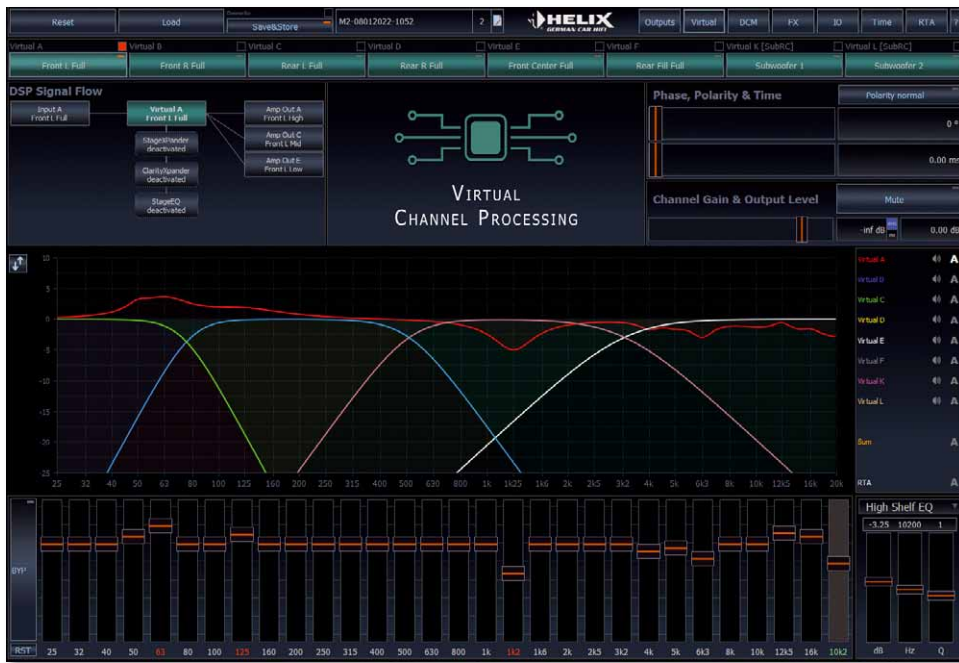 Reset
Load
Save&Store
M2-08012022-1052
2
HELIX
GERMAN CAR HIFI
Outputs
Virtual
DCM
FX
IO
Time
RTA
?
Virtual A
Virtual B
Virtual C
Virtual D
Virtual E
Virtual F
Virtual K [SubRC]
Virtual L [SubRC]
Front L Full
Front R Full
Rear L Full
Rear R Full
Front Center Full
Rear Fill Full
Subwoofer 1
Subwoofer 2
DSP Signal Flow
Input A
Front L Full
Virtual A
Front L Full
Amp Out A
Front L High
Amp Out C
Front L Mid
Amp Out E
Front L Low
StageXPander
deactivated
ClarityXpander
deactivated
StageEQ
deactivated
VIRTUAL
CHANNEL PROCESSING
Phase, Polarity & Time
Polarity normal
0 °
0.00 ms
Channel Gain & Output Level
Mute
-inf dB
0.00 dB
10
5
0
-5
-10
-15
-20
-25
25 32 40 50 63 80 100 125 160 200 250 315 400 500 630 800 1k 1k25 1k6 2k 2k5 3k2 4k 5k 6k3 8k 10k 12k5 16k 20k
Virtual A A
Virtual D A
Virtual C A
Virtual D A
Virtual E A
Virtual F A
Virtual K A
Virtual L A
Sum A
RTA A
BYP
RST
25 32 40 50 63 80 100 125 160 200 250 315 400 500 630 800 1k 1k2 1k6 2k 2k5 3k2 4k 5k 6k3 8k 10k 12k5 16k 10k2
High Shelf EQ
-3.25 10200 1
dB Hz Q